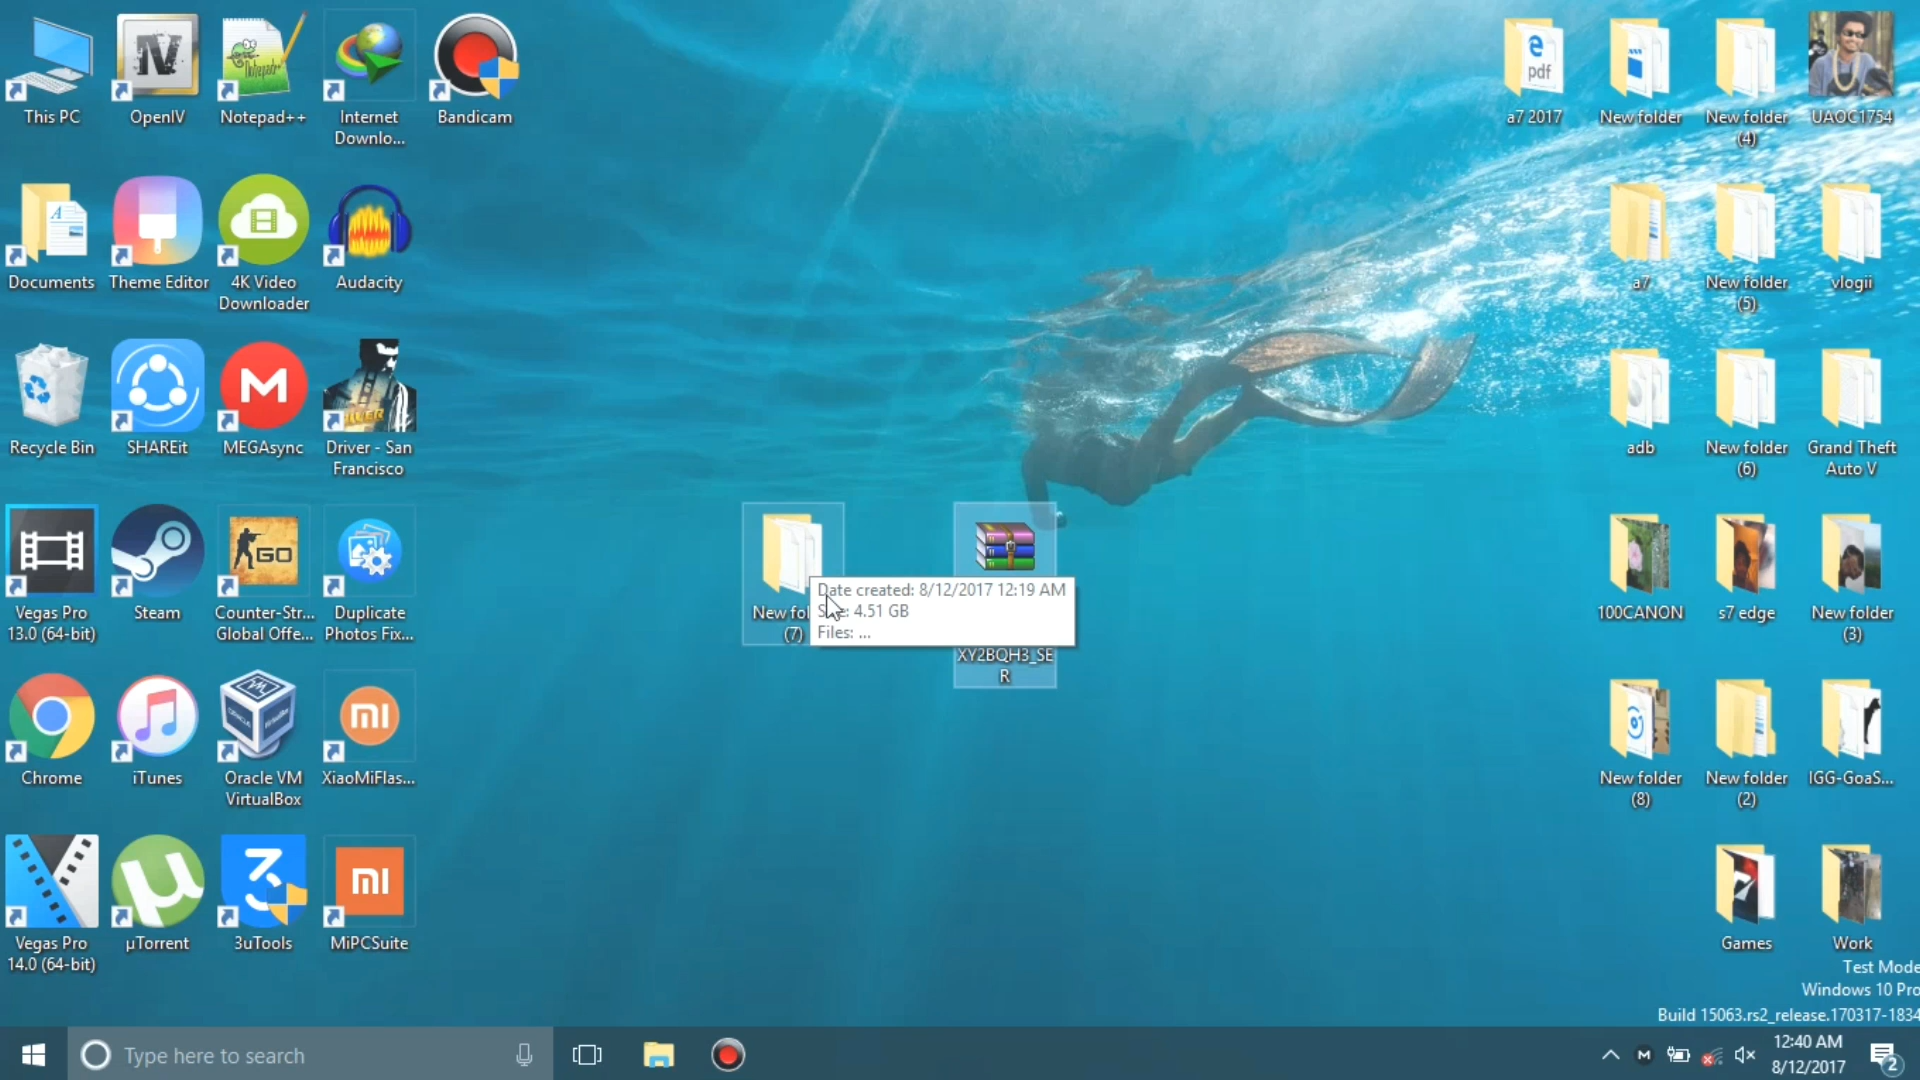 This PC
OpenIV
Notepad++
Internet
Downlo...
Bandicam
Documents
Theme Editor
4K Video
Downloader
Audacity
Recycle Bin
SHAREit
MEGAsync
Driver - San
Francisco
Vegas Pro
13.0 (64-bit)
Steam
GO
Counter-Str...
Global Offe...
Duplicate
Photos Fix...
Chrome
iTunes
Oracle VM
VirtualBox
XiaoMiFlas...
Vegas Pro
14.0 (64-bit)
µTorrent
3uTools
MiPCSuite
New fol
(7)
Date created: 8/12/2017 12:19 AM
Size: 4.51 GB
Files: ...
XY2BQH3_SE
R
pdf
a7 2017
New folder
New folder
(4)
UAOC1754
a7
New folder
(5)
vlogii
adb
New folder
(6)
Grand Theft
Auto V
100CANON
s7 edge
New folder
(3)
New folder
(8)
New folder
(2)
IGG-GoaS...
Games
Work
Test Mode
Windows 10 Pro
Build 15063.rs2_release.170317-1834
Type here to search
12:40 AM
8/12/2017
2